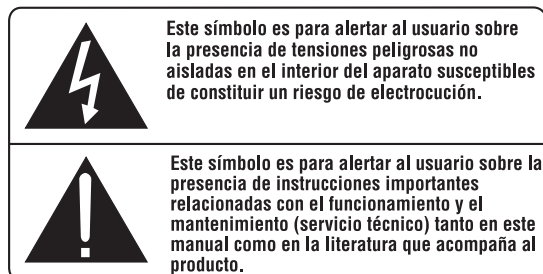 Este símbolo es para alertar al usuario sobre
la presencia de tensiones peligrosas no
aisladas en el interior del aparato susceptibles
de constituir un riesgo de electrocución.
Este símbolo es para alertar al usuario sobre la
presencia de instrucciones importantes
relacionadas con el funcionamiento y el
mantenimiento (servicio técnico) tanto en este
manual como en la literatura que acompaña al
producto.